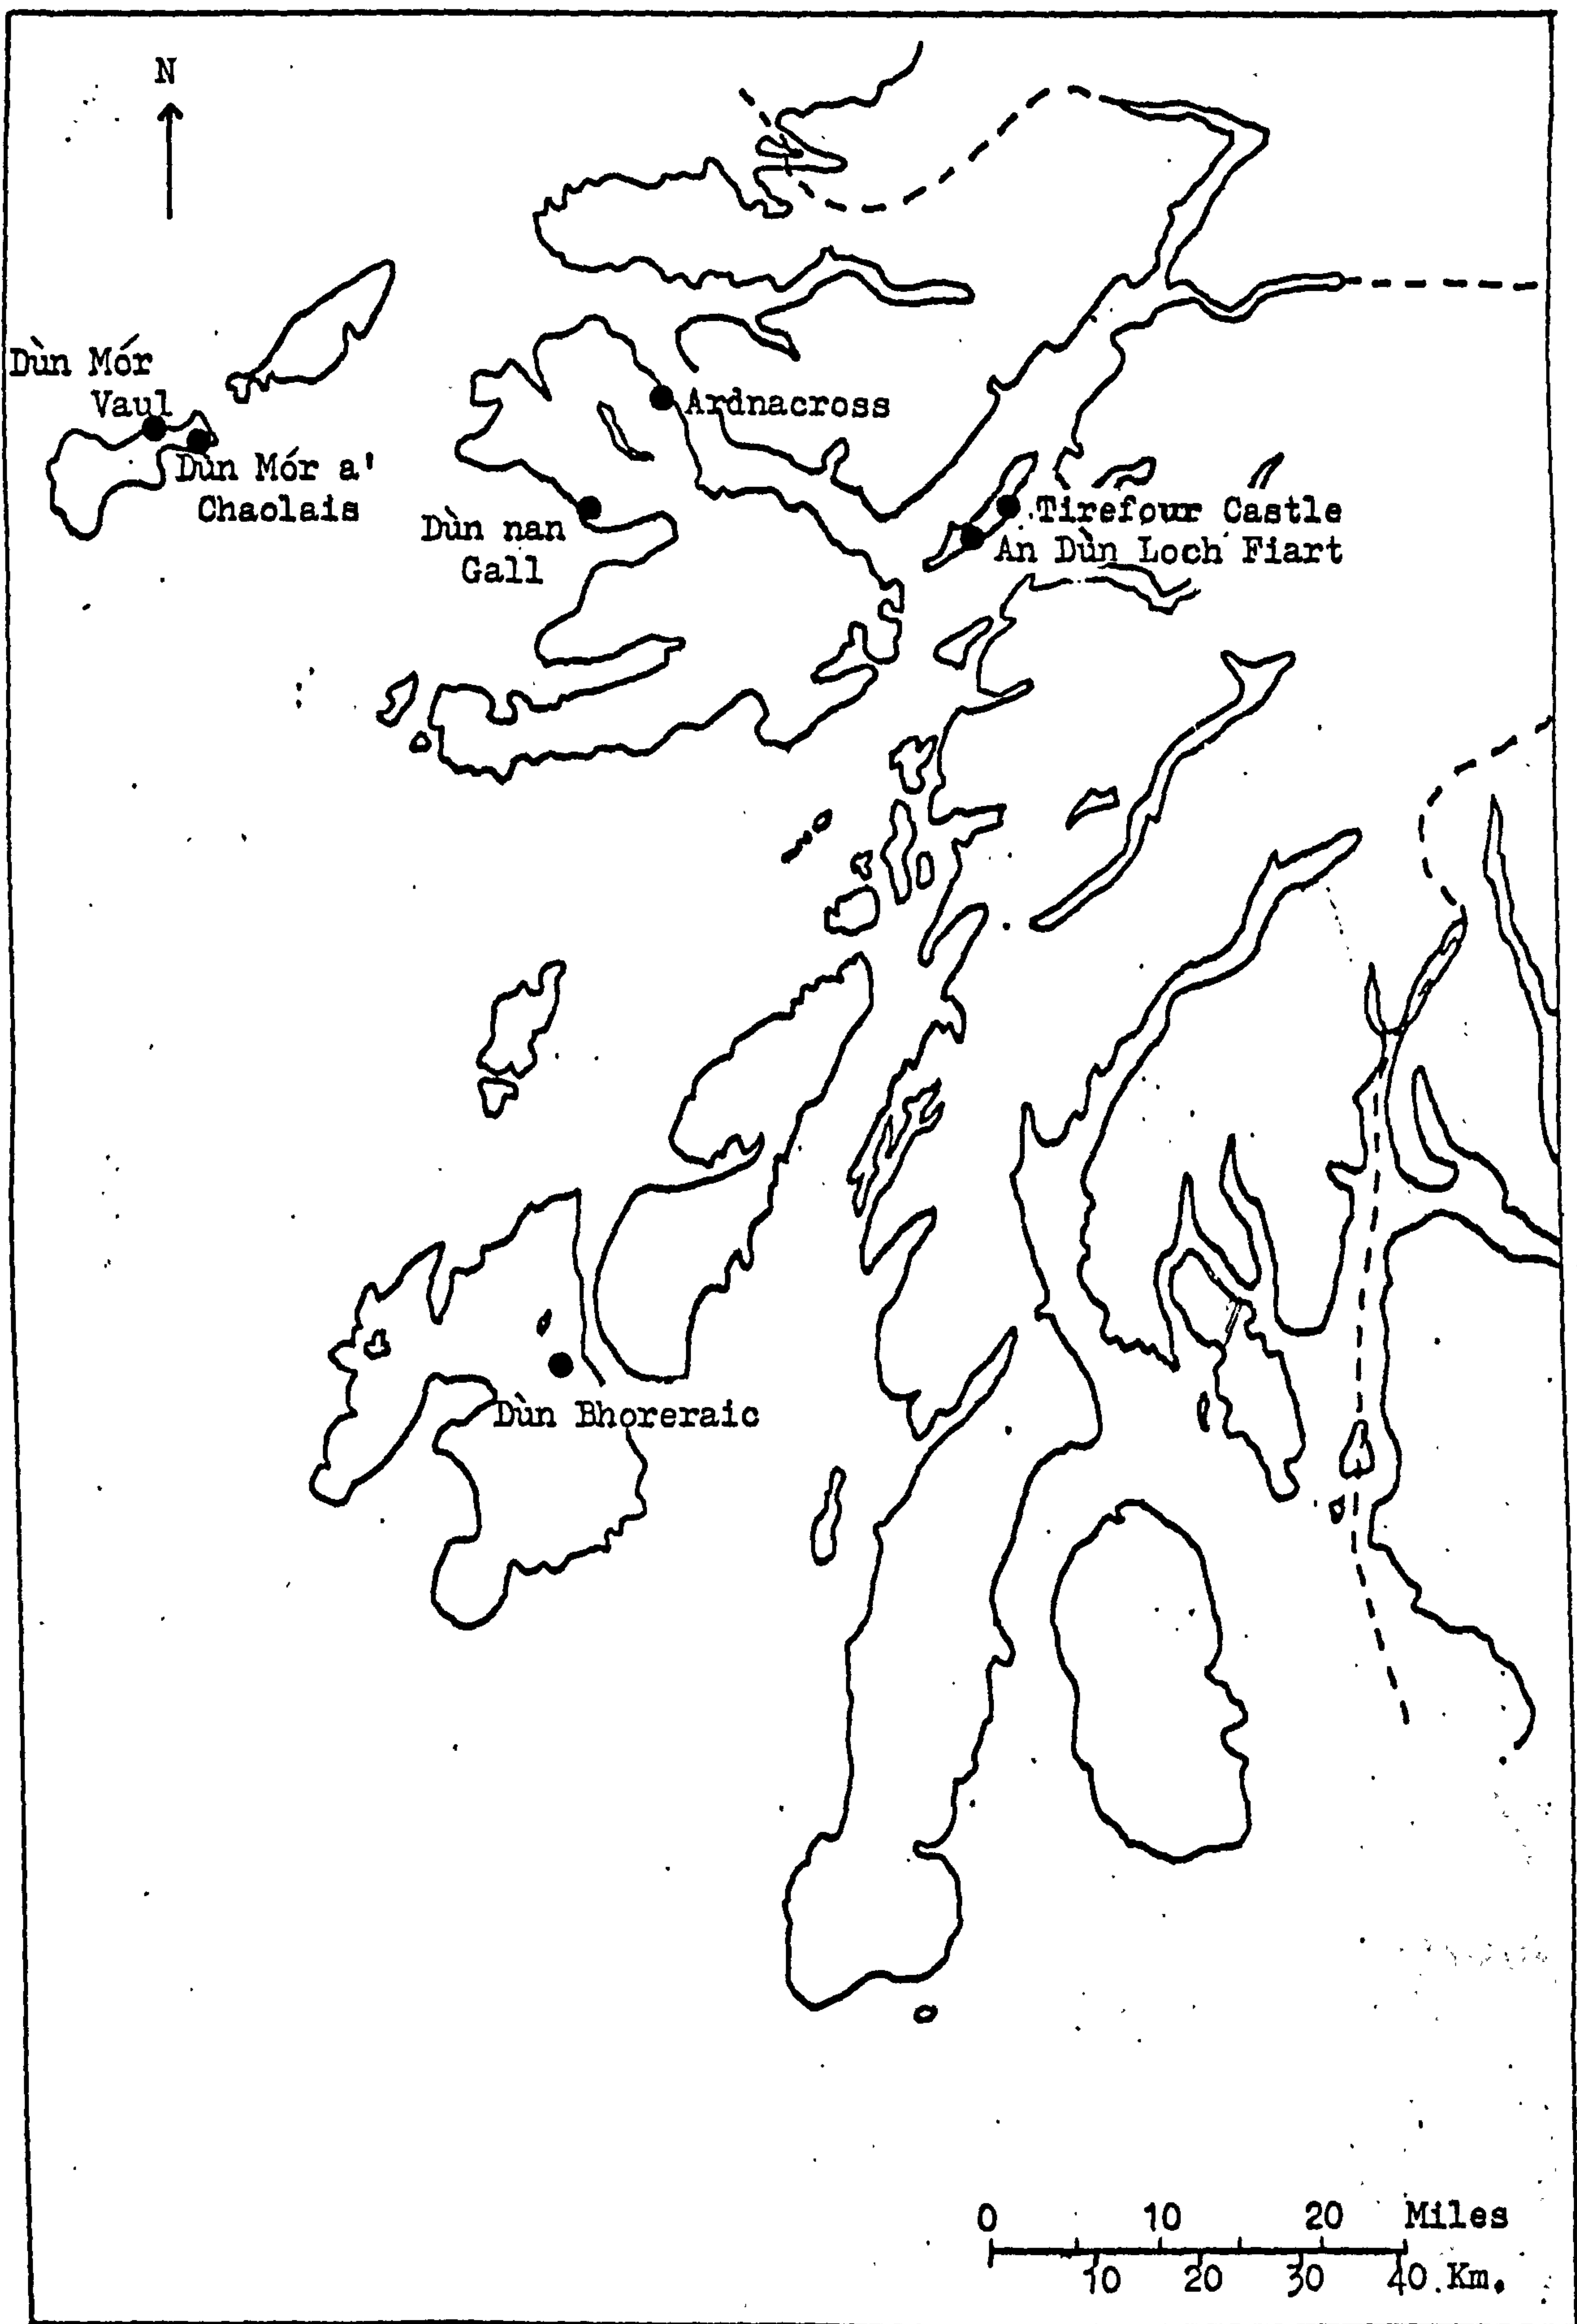 N
Dùn Mór
Vaul
Dùn Mór a'
Chaolais
Ardnacross
Dùn nan
Gall
Tirefour Castle
An Dùn Loch Fiart
Dùn Bhoreraic
0 10 20 Miles
10 20 30 40 Km.